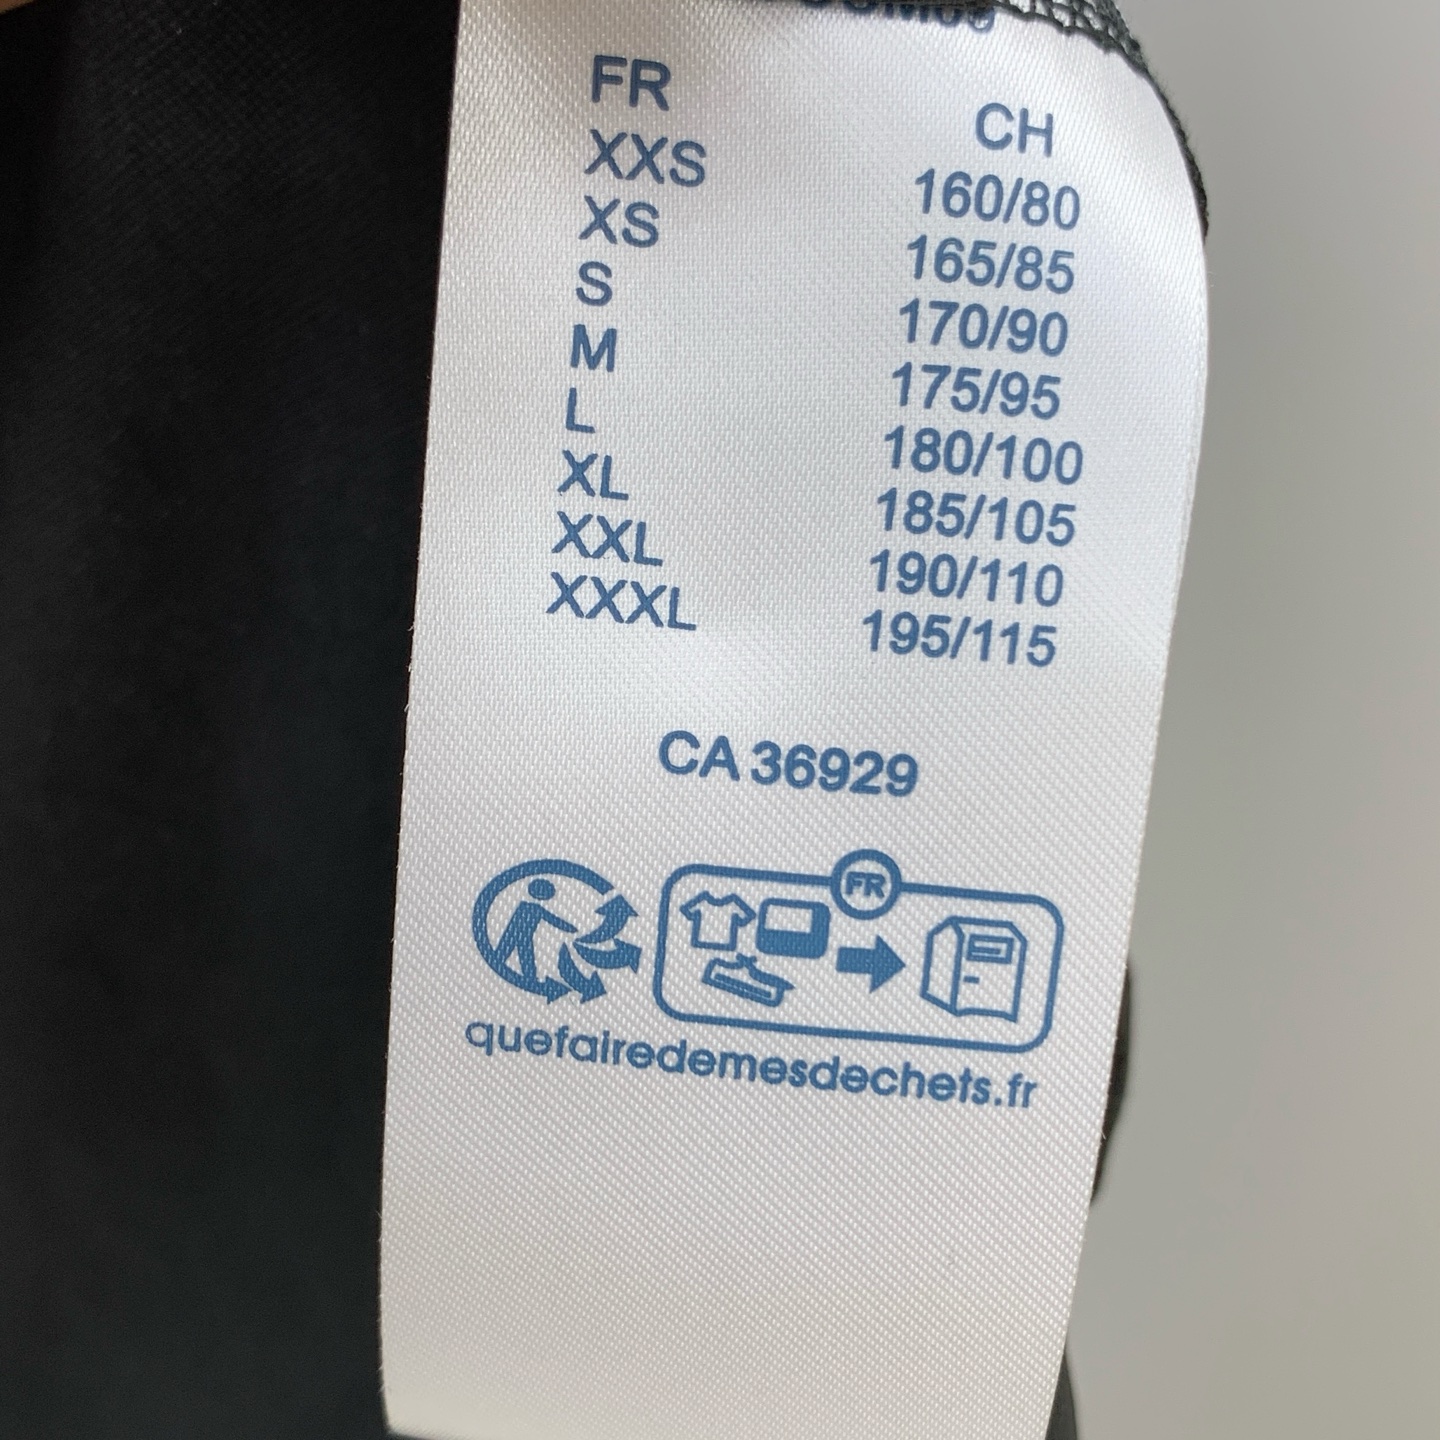 FR CH
XXS 160/80
XS 165/85
S 170/90
M 175/95
L 180/100
XL 185/105
XXL 190/110
XXXL 195/115
CA 36929
FR
quefairedemesdechets.fr